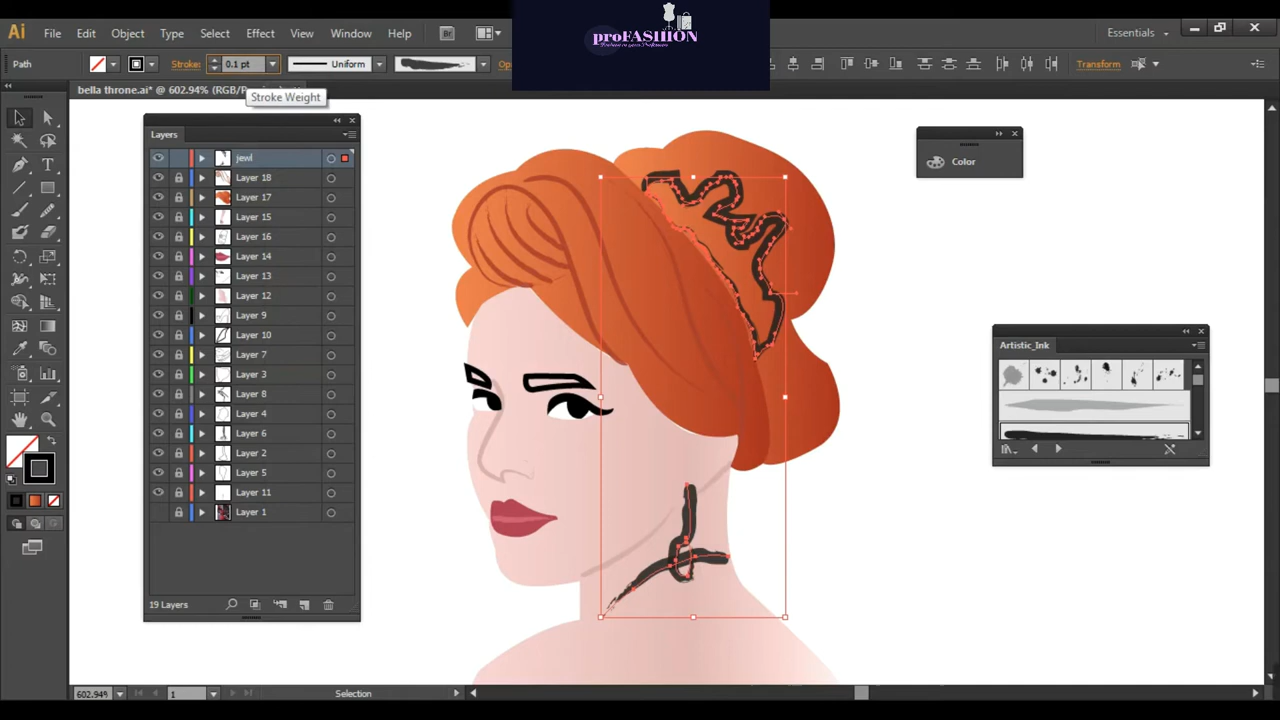 Ai
File Edit Object Type Select Effect View Window Help
Br
proFASHION
Essentials
Path
Stroke: 0.1 pt
Uniform
Transform
bella throne.ai* @ 602.94%
Stroke Weight
Layers
jewl
Layer 18
Layer 17
Layer 15
Layer 16
Layer 14
Layer 13
Layer 12
Layer 9
Layer 10
Layer 7
Layer 3
Layer 8
Layer 4
Layer 6
Layer 2
Layer 5
Layer 11
Layer 1
19 Layers
Color
Artistic_Ink
602.94% 1 Selection